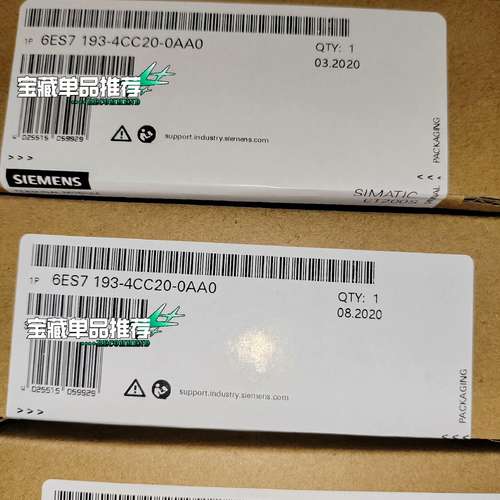 1P 6ES7 193-4CC20-0AA0
QTY: 1
03.2020
宝藏单品推荐
4 025515 059929
support.industry.siemens.com
PACKAGING
> > >
SIEMENS
SIMATIC
ET200S
1P 6ES7 193-4CC20-0AA0
QTY: 1
08.2020
宝藏单品推荐
4 025515 059929
support.industry.siemens.com
PACKAGING
> > >